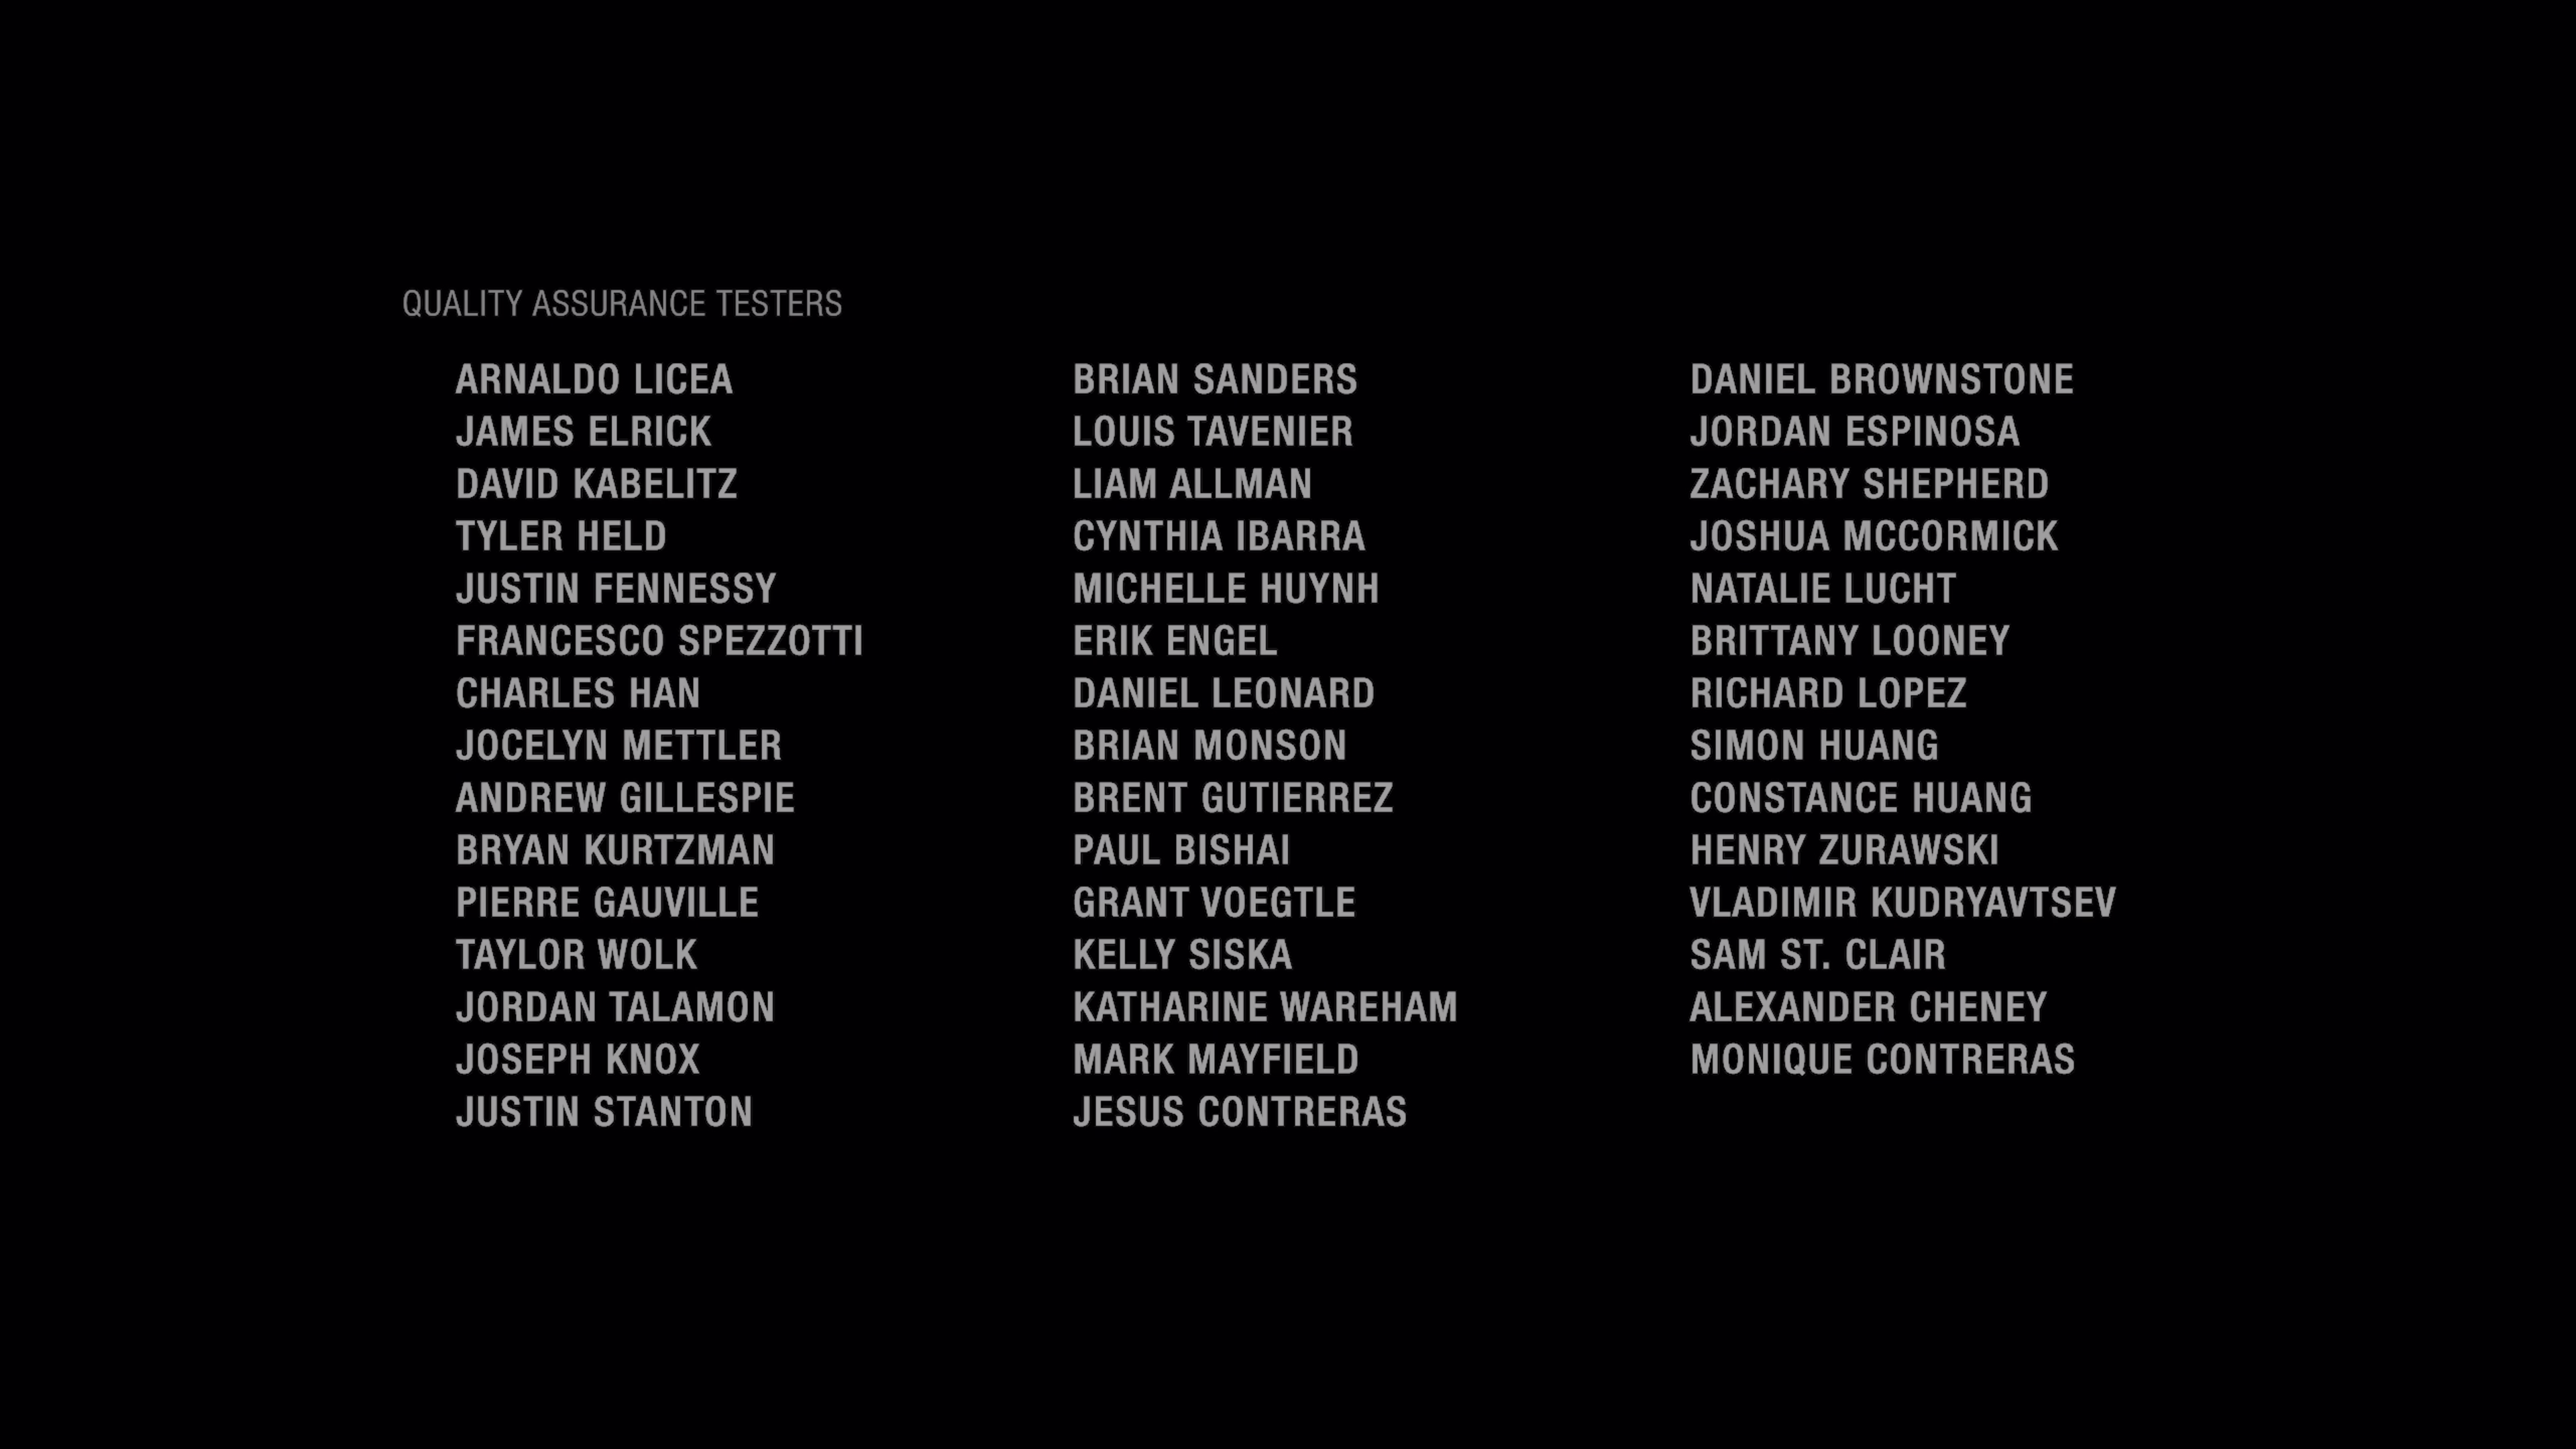 QUALITY ASSURANCE TESTERS
ARNALDO LICEA
JAMES ELRICK
DAVID KABELITZ
TYLER HELD
JUSTIN FENNESSY
FRANCESCO SPEZZOTTI
CHARLES HAN
JOCELYN METTLER
ANDREW GILLESPIE
BRYAN KURTZMAN
PIERRE GAUVILLE
TAYLOR WOLK
JORDAN TALAMON
JOSEPH KNOX
JUSTIN STANTON
BRIAN SANDERS
LOUIS TAVENIER
LIAM ALLMAN
CYNTHIA IBARRA
MICHELLE HUYNH
ERIK ENGEL
DANIEL LEONARD
BRIAN MONSON
BRENT GUTIERREZ
PAUL BISHAI
GRANT VOEGTLE
KELLY SISKA
KATHARINE WAREHAM
MARK MAYFIELD
JESUS CONTRERAS
DANIEL BROWNSTONE
JORDAN ESPINOSA
ZACHARY SHEPHERD
JOSHUA MCCORMICK
NATALIE LUCHT
BRITTANY LOONEY
RICHARD LOPEZ
SIMON HUANG
CONSTANCE HUANG
HENRY ZURAWSKI
VLADIMIR KUDRYAVTSEV
SAM ST. CLAIR
ALEXANDER CHENEY
MONIQUE CONTRERAS